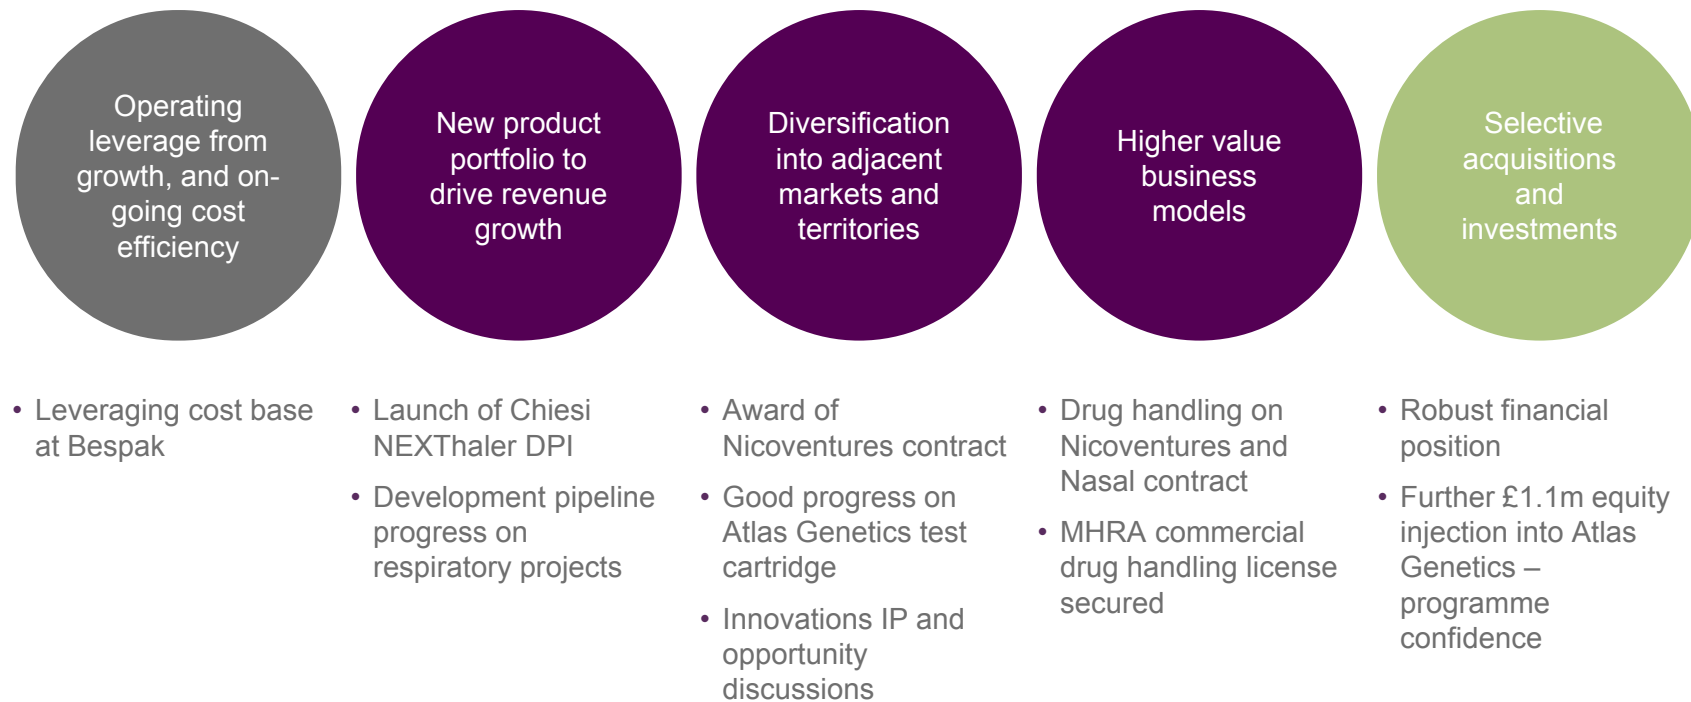 Operating
leverage from
growth, and on-
going cost
efficiency
New product
portfolio to
drive revenue
growth
Diversification
into adjacent
markets and
territories
Higher value
business
models
Selective
acquisitions
and
investments
• Leveraging cost base
at Bespak
• Launch of Chiesi
NEXThaler DPI
• Development pipeline
progress on
respiratory projects
• Award of
Nicoventures contract
• Good progress on
Atlas Genetics test
cartridge
• Innovations IP and
opportunity
discussions
• Drug handling on
Nicoventures and
Nasal contract
• MHRA commercial
drug handling license
secured
• Robust financial
position
• Further £1.1m equity
injection into Atlas
Genetics –
programme
confidence